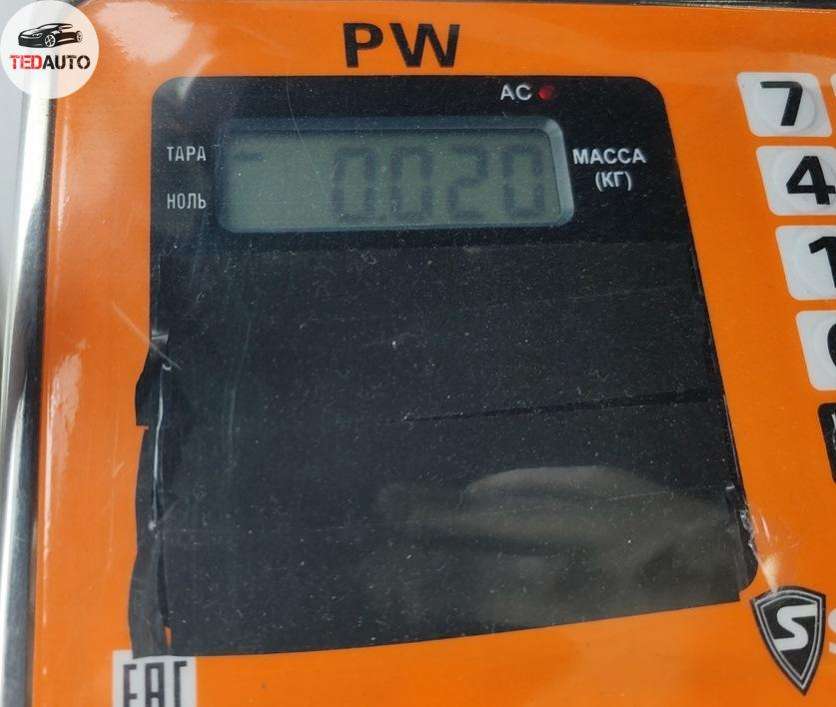 TEDAUTO
PW
AC
ТАРА
НОЛЬ
0.020
МАССА
(КГ)
7
4
1
S
EAC